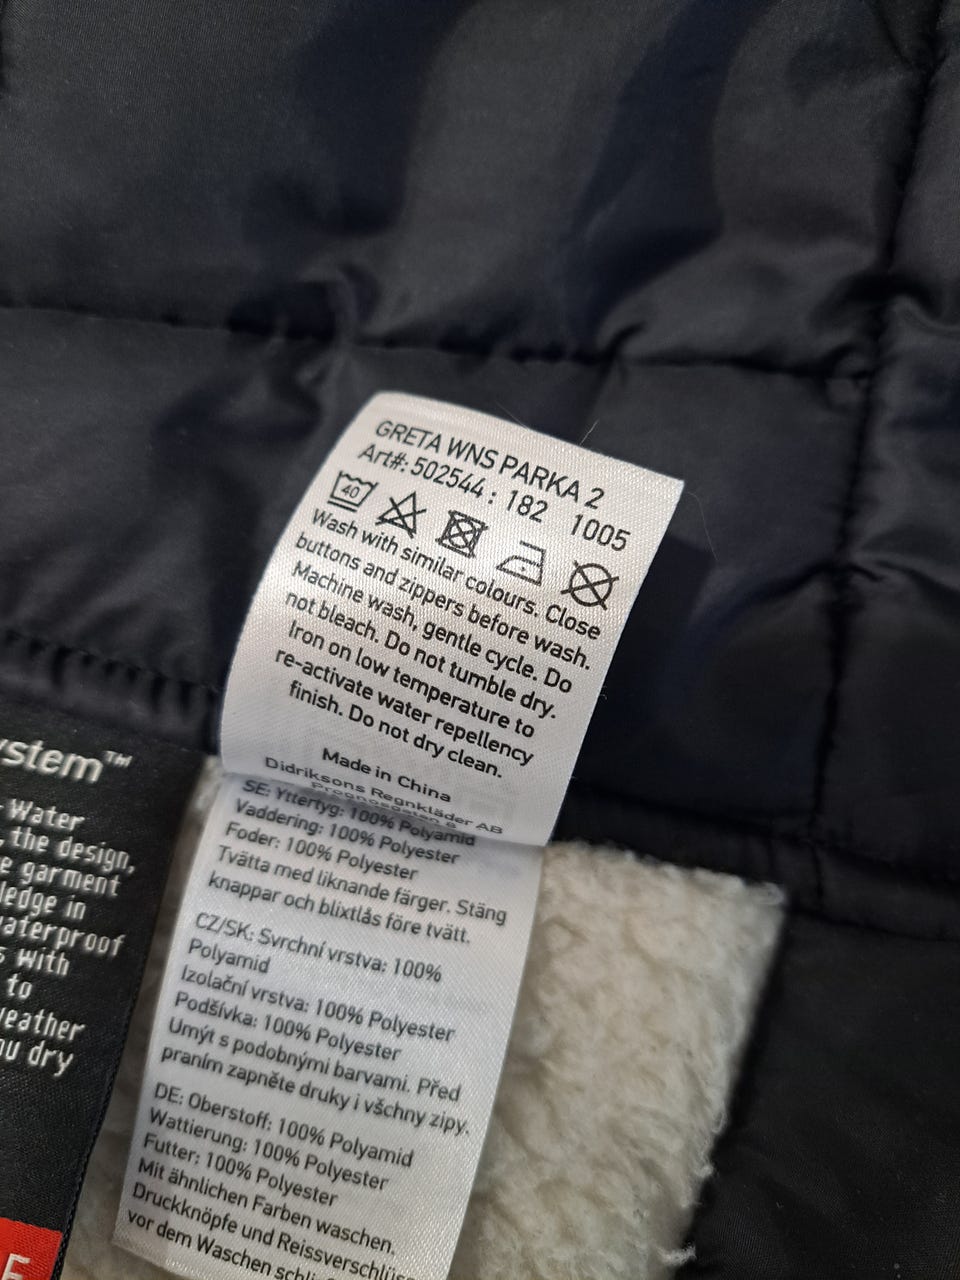 GRETA WNS PARKA 2
Art#: 502544 : 182 1005
40
Wash with similar colours. Close
buttons and zippers before wash.
Machine wash, gentle cycle. Do
not bleach. Do not tumble dry.
Iron on low temperature to
re-activate water repellency
finish. Do not dry clean.
Made in China
Didriksons Regnkläder AB
SE: Yttertyg: 100% Polyamid
Vaddering: 100% Polyester
Foder: 100% Polyester
Tvätta med liknande färger. Stäng
knappar och blixtlås före tvätt.
CZ/SK: Svrchní vrstva: 100%
Polyamid
Izolační vrstva: 100% Polyester
Podšívka: 100% Polyester
Umýt s podobnými barvami. Před
praním zapněte druky i všchny zipy.
DE: Oberstoff: 100% Polyamid
Wattierung: 100% Polyester
Futter: 100% Polyester
Mit ähnlichen Farben waschen.
Druckknöpfe und Reissverschlüs
vor dem Waschen schli
ystem™
Water
the design,
garment
ledge in
aterproof
with
to
eather
dry